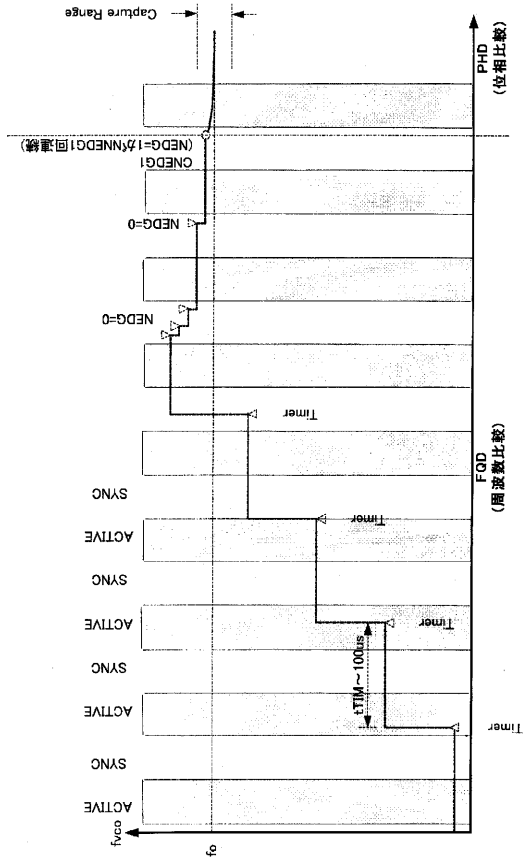 Capture Range
fvco
fo
ACTIVE
SYNC
ACTIVE
SYNC
ACTIVE
SYNC
ACTIVE
SYNC
Timer
tTIM～100us
Timer
Timer
Timer
NEDG=0
NEDG=0
CNEDG1
(NEDG=1がNNEDG1回連続)
FQD
(周波数比較)
PHD
(位相比較)